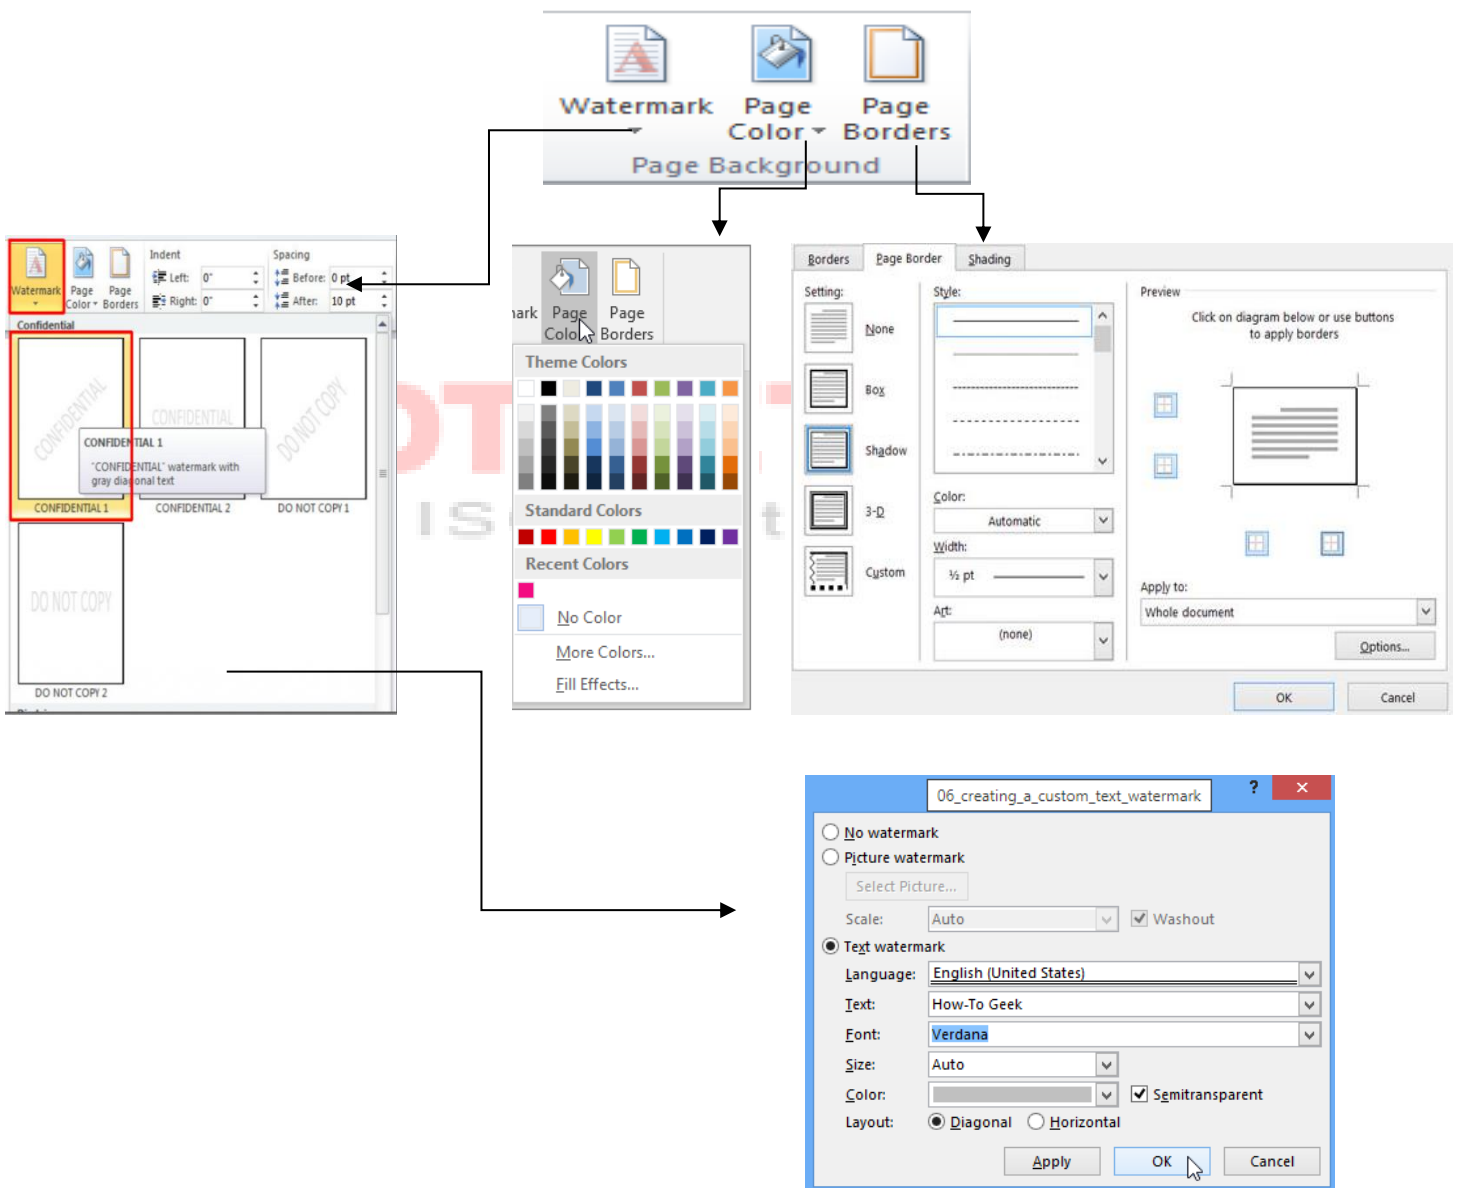 Watermark
Page Color
Page Borders
Page Background
Watermark
Page Color
Page Borders
Indent
Left: 0"
Right: 0"
Spacing
Before: 0 pt
After: 10 pt
Confidential
CONFIDENTIAL
CONFIDENTIAL
DO NOT COPY
CONFIDENTIAL 1
"CONFIDENTIAL" watermark with
gray diagonal text
CONFIDENTIAL 1
CONFIDENTIAL 2
DO NOT COPY 1
DO NOT COPY
DO NOT COPY 2
Page Color
Page Borders
Theme Colors
Standard Colors
Recent Colors
No Color
More Colors...
Fill Effects...
Borders
Page Border
Shading
Setting:
None
Box
Shadow
3-D
Custom
Style:
Color:
Automatic
Width:
½ pt
Art:
(none)
Preview
Click on diagram below or use buttons
to apply borders
Apply to:
Whole document
Options...
OK
Cancel
06_creating_a_custom_text_watermark
?
No watermark
Picture watermark
Select Picture...
Scale: Auto Washout
Text watermark
Language: English (United States)
Text: How-To Geek
Font: Verdana
Size: Auto
Color: Semitransparent
Layout: Diagonal Horizontal
Apply OK Cancel